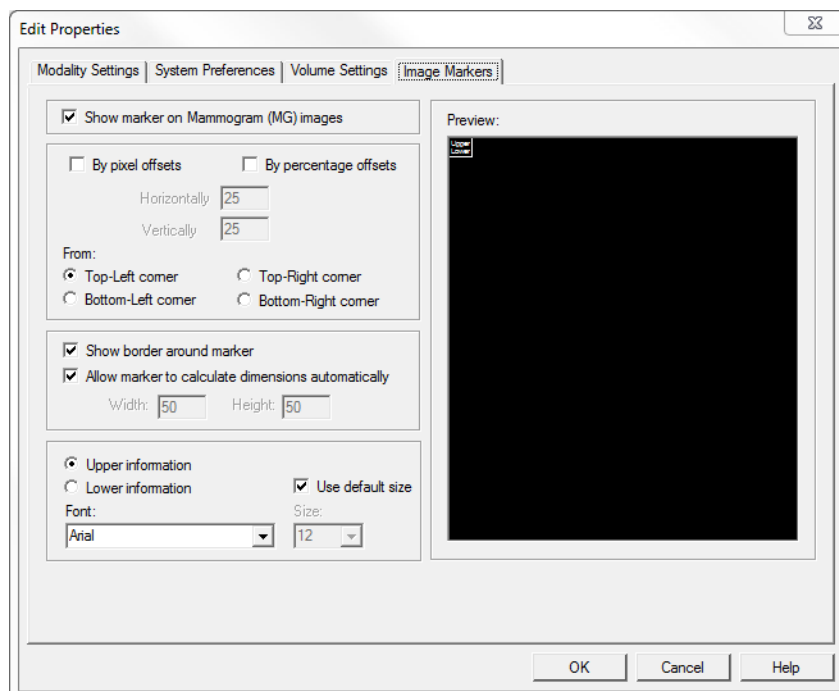 Edit Properties
Modality Settings System Preferences Volume Settings Image Markers
Show marker on Mammogram (MG) images
By pixel offsets By percentage offsets
Horizontally 25
Vertically 25
From:
Top-Left corner Top-Right corner
Bottom-Left corner Bottom-Right corner
Show border around marker
Allow marker to calculate dimensions automatically
Width: 50 Height: 50
Upper information
Lower information Use default size
Font: Size:
Arial 12
Preview:
Upper
Lower
OK Cancel Help